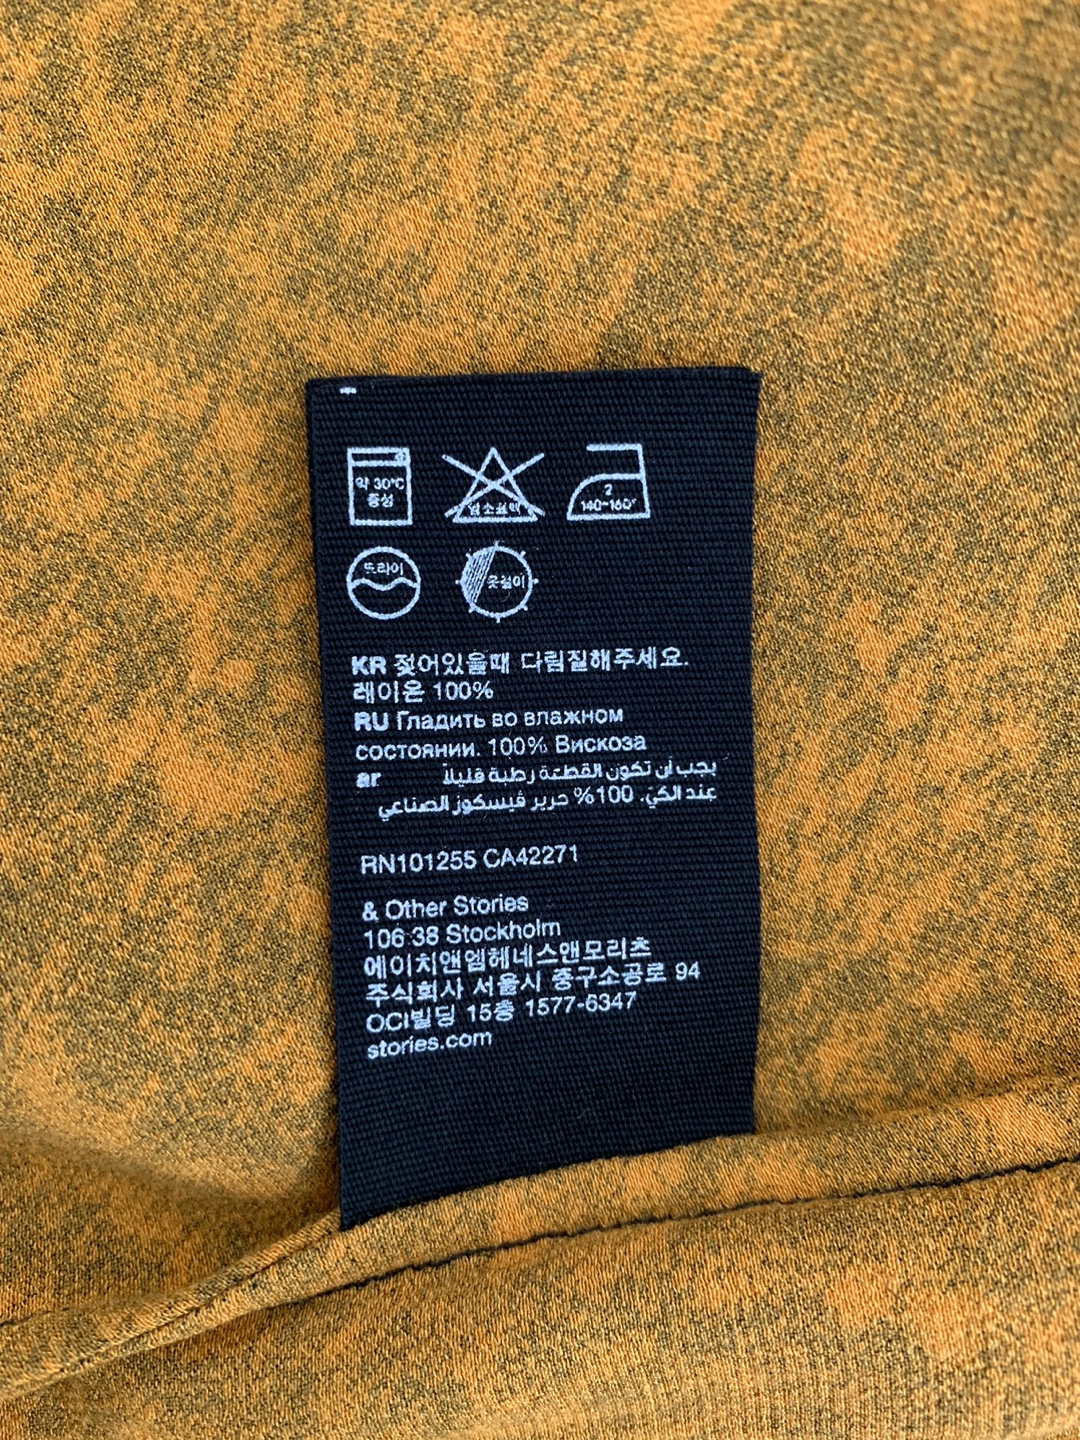 약 30℃
중성
염소표백
2
140~160°
드라이
옷걸이
KR 젖어있을때 다림질해주세요.
레이온 100%
RU Гладить во влажном
состоянии. 100% Вискоза
ar يجب أن تكون القطعة رطبة قليلاً
عند الكي. 100% حرير ڤيسكوز الصناعي
RN101255 CA42271
& Other Stories
106 38 Stockholm
에이치앤엠헤네스앤모리츠
주식회사 서울시 중구소공로 94
OCI빌딩 15층 1577-6347
stories.com